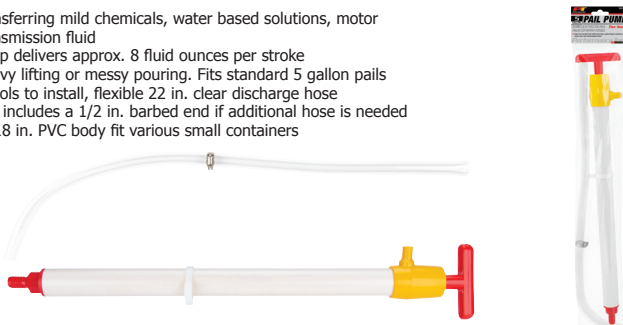 nsferring mild chemicals, water based solutions, motor
nsmission fluid
p delivers approx. 8 fluid ounces per stroke
vy lifting or messy pouring. Fits standard 5 gallon pails
ols to install, flexible 22 in. clear discharge hose
includes a 1/2 in. barbed end if additional hose is needed
18 in. PVC body fit various small containers
PAIL PUMP